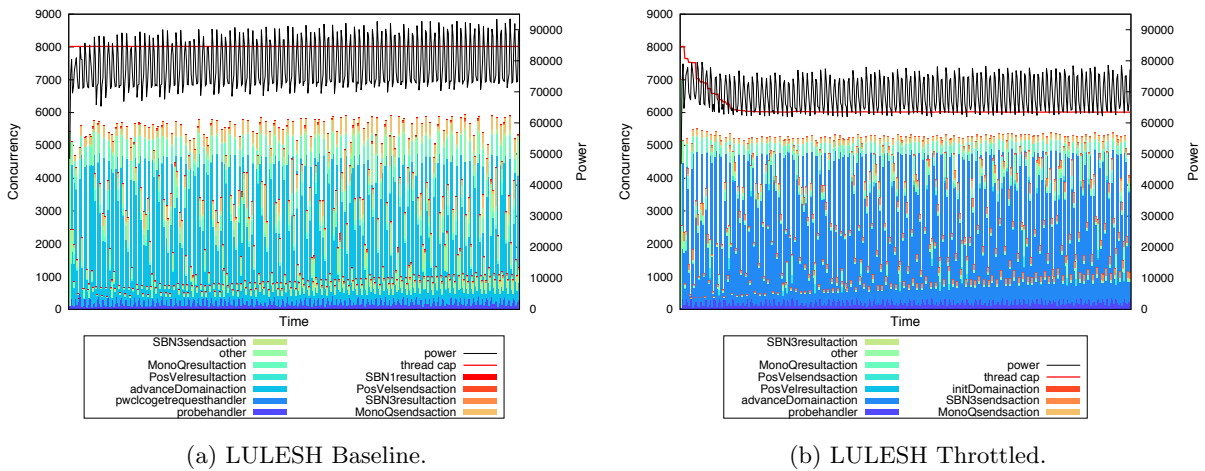 9000
8000
7000
6000
5000
4000
3000
2000
1000
0
Concurrency
90000
80000
70000
60000
50000
40000
30000
20000
10000
0
Power
Time
SBN3sendsaction
other
MonoQresultaction
PosVelresultaction
advanceDomainaction
pwclcogetrequesthandler
probehandler
power
thread cap
SBN1resultaction
PosVelsendsaction
SBN3resultaction
MonoQsendsaction
(a) LULESH Baseline.
9000
8000
7000
6000
5000
4000
3000
2000
1000
0
Concurrency
90000
80000
70000
60000
50000
40000
30000
20000
10000
0
Power
Time
SBN3resultaction
other
MonoQresultaction
PosVelsendsaction
PosVelresultaction
advanceDomainaction
probehandler
power
thread cap
initDomainaction
SBN3sendsaction
MonoQsendsaction
(b) LULESH Throttled.